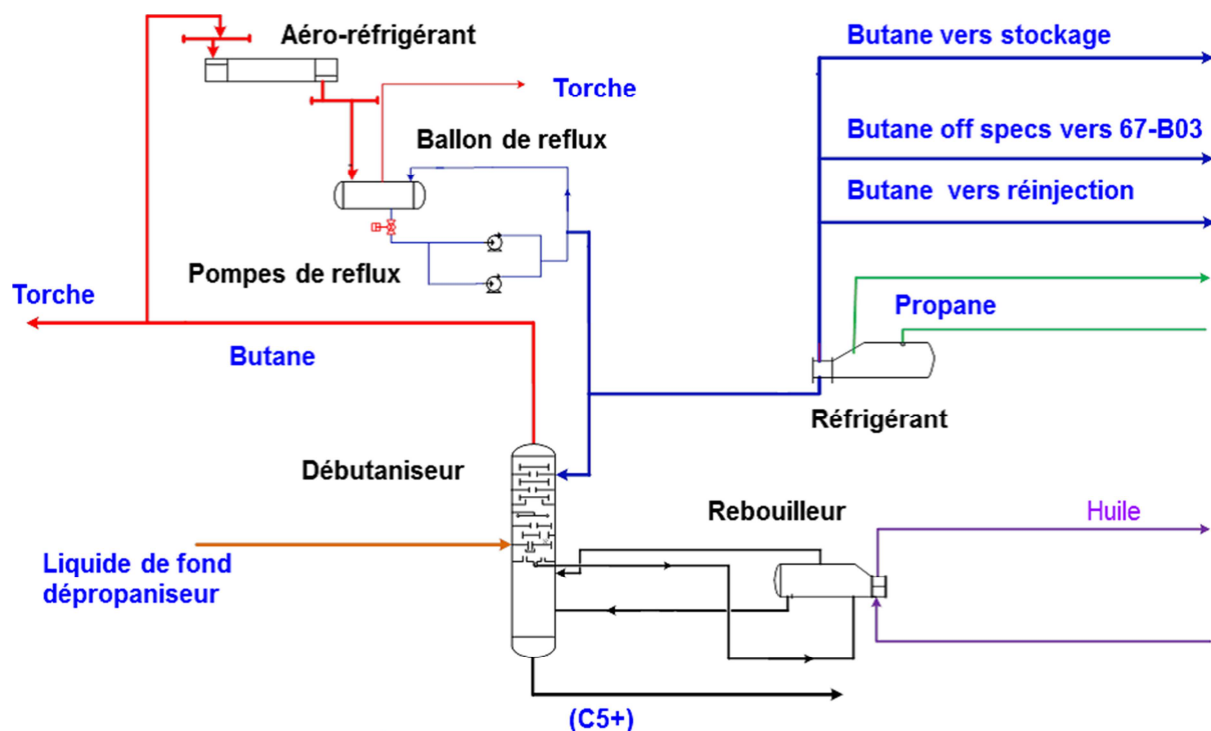 Butane vers stockage
Aéro-réfrigérant
Torche
Butane off specs vers 67-B03
Ballon de reflux
Butane vers réinjection
Pompes de reflux
Torche
Propane
Butane
Réfrigérant
Débutaniseur
Rebouilleur
Huile
Liquide de fond
dépropaniseur
(C5+)